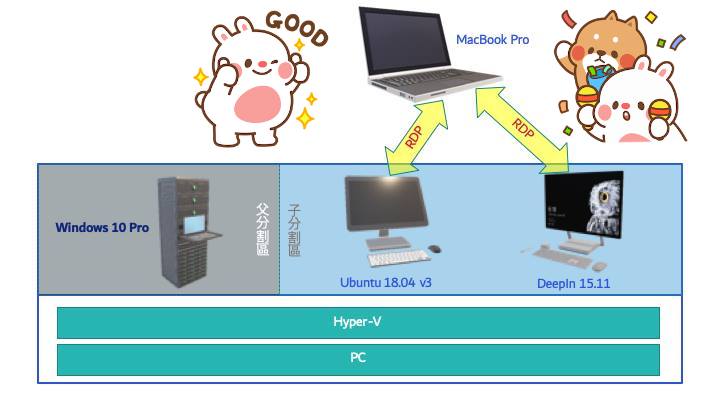 GOOD
MacBook Pro
RDP
RDP
Windows 10 Pro
父分割區
子分割區
Ubuntu 18.04 v3
DeepIn 15.11
Hyper-V
PC